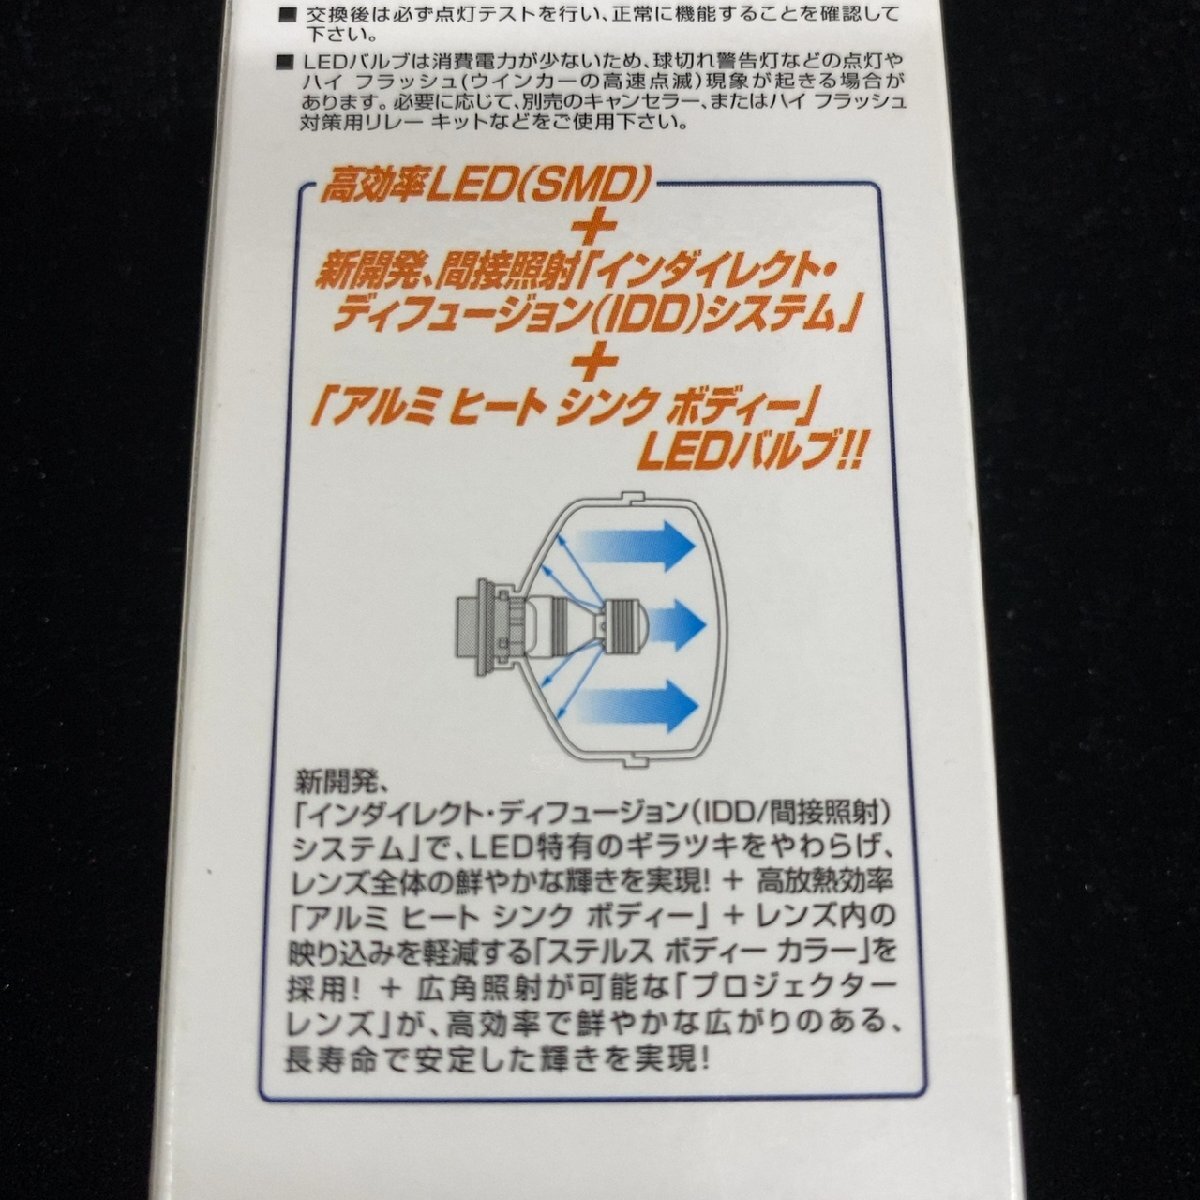 ■ 交換後は必ず点灯テストを行い、正常に機能することを確認して
下さい。
■ LEDバルブは消費電力が少ないため、球切れ警告灯などの点灯や
ハイ フラッシュ(ウインカーの高速点滅)現象が起きる場合が
あります。必要に応じて、別売のキャンセラー、またはハイ フラッシュ
対策用リレー キットなどをご使用下さい。
高効率LED(SMD)
+
新開発、間接照射「インダイレクト・
ディフュージョン(IDD)システム」
+
「アルミ ヒート シンク ボディー」
LEDバルブ!!
新開発、
「インダイレクト・ディフュージョン(IDD/間接照射)
システム」で、LED特有のギラツキをやわらげ、
レンズ全体の鮮やかな輝きを実現! + 高放熱効率
「アルミ ヒート シンク ボディー」+ レンズ内の
映り込みを軽減する「ステルス ボディー カラー」を
採用! + 広角照射が可能な「プロジェクター
レンズ」が、高効率で鮮やかな広がりのある、
長寿命で安定した輝きを実現!